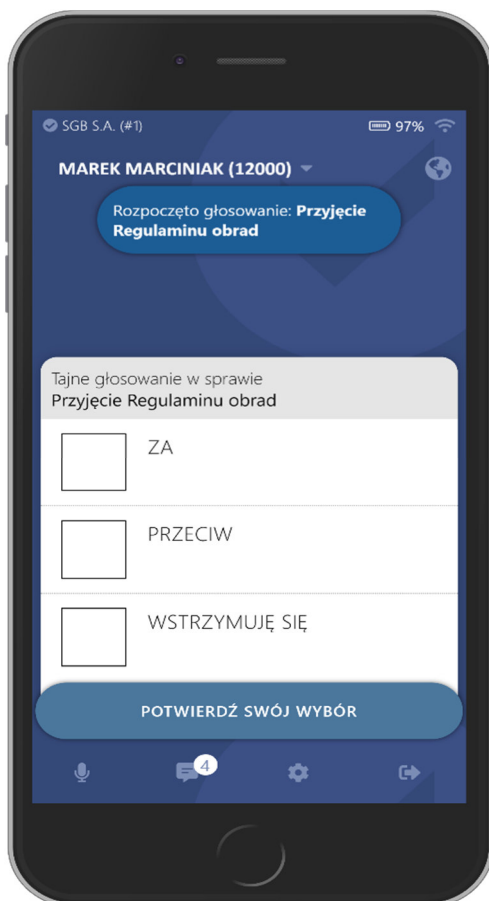 SGB S.A. (#1) 97%
MAREK MARCINIAK (12000)
Rozpoczęto głosowanie: Przyjęcie
Regulaminu obrad
Tajne głosowanie w sprawie
Przyjęcie Regulaminu obrad
ZA
PRZECIW
WSTRZYMUJĘ SIĘ
POTWIERDŹ SWÓJ WYBÓR
4